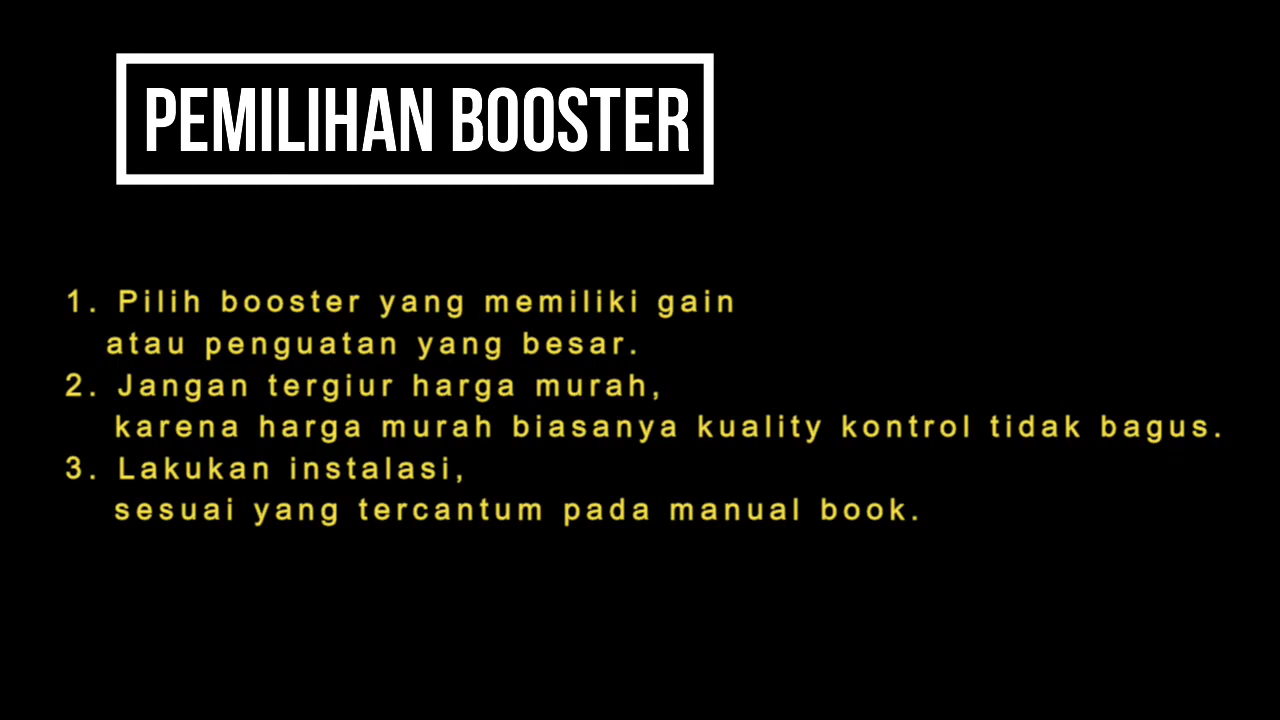 PEMILIHAN BOOSTER
1. Pilih booster yang memiliki gain
atau penguatan yang besar.
2. Jangan tergiur harga murah,
karena harga murah biasanya kuality kontrol tidak bagus.
3. Lakukan instalasi,
sesuai yang tercantum pada manual book.